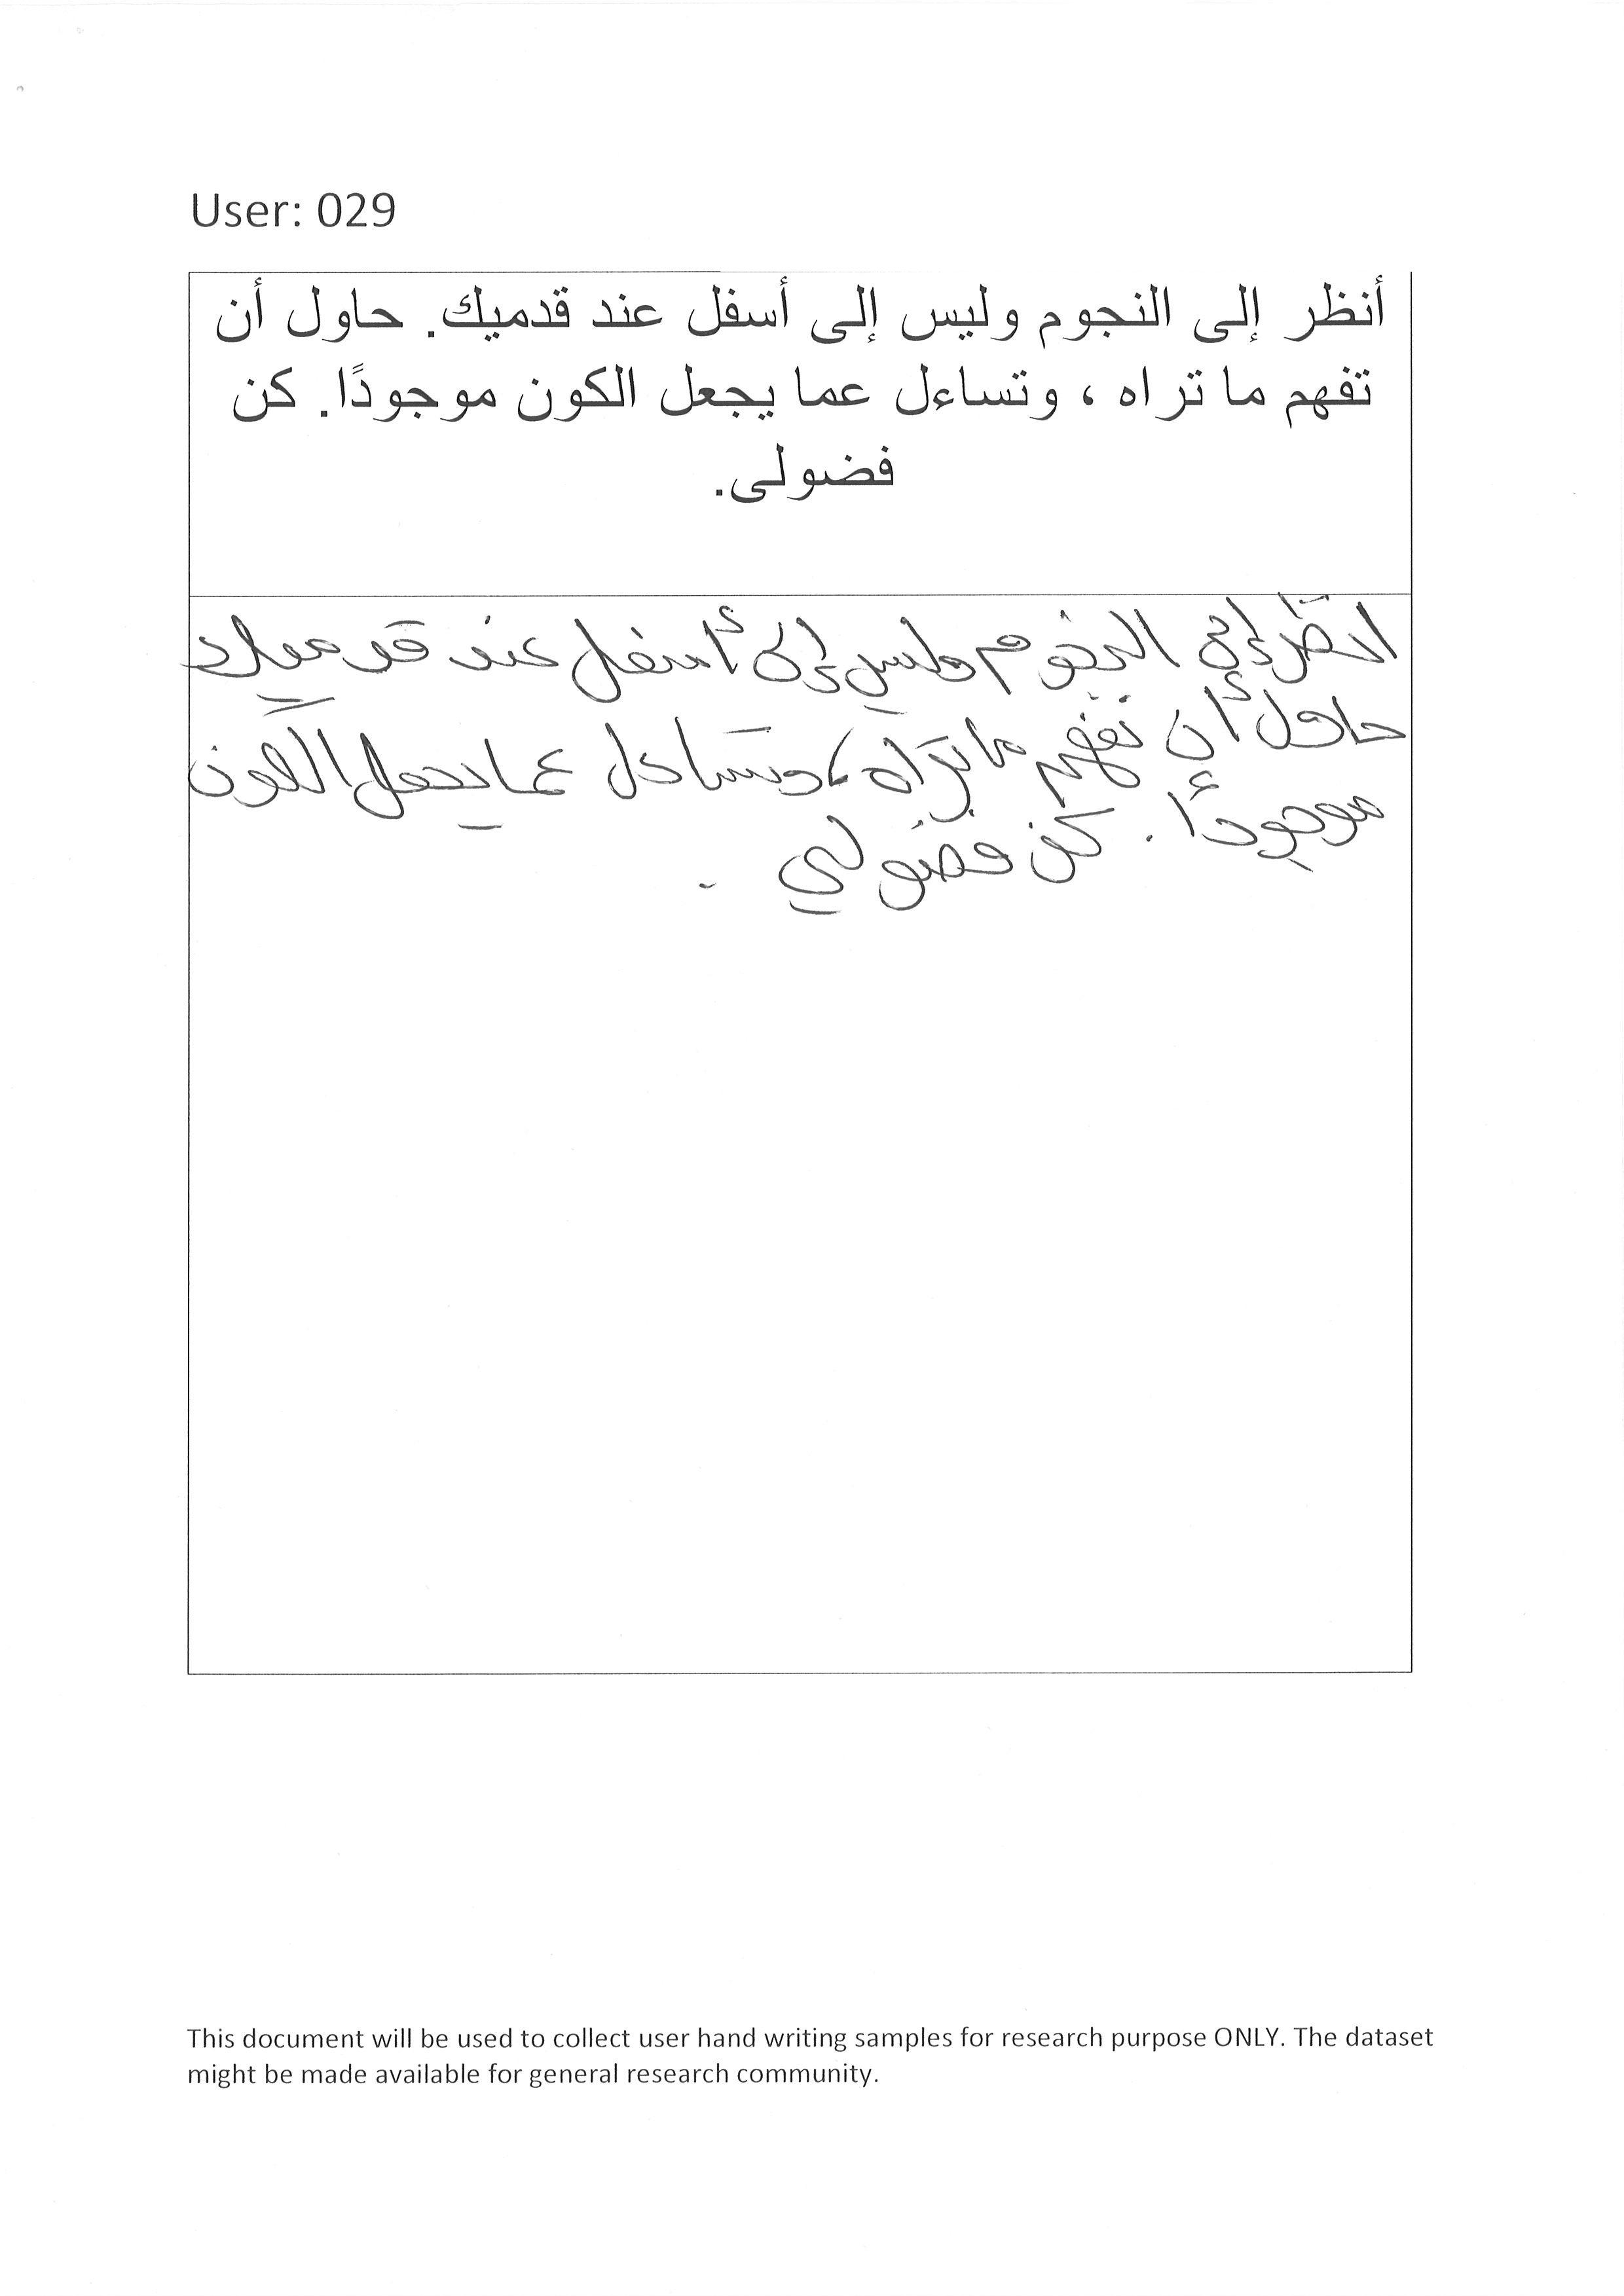 User: 029
أنظر إلى النجوم وليس إلى أسفل عند قدميك. حاول أن
تفهم ما تراه ، وتساءل عما يجعل الكون موجودًا. كن
فضولى.
انظر إلى النجوم وليس إلى أسفل عند قدميك
حاول أن تفهم ما تراه، وتساءل عما يجعل الكون
موجودًا. كن فضولي .
This document will be used to collect user hand writing samples for research purpose ONLY. The dataset
might be made available for general research community.